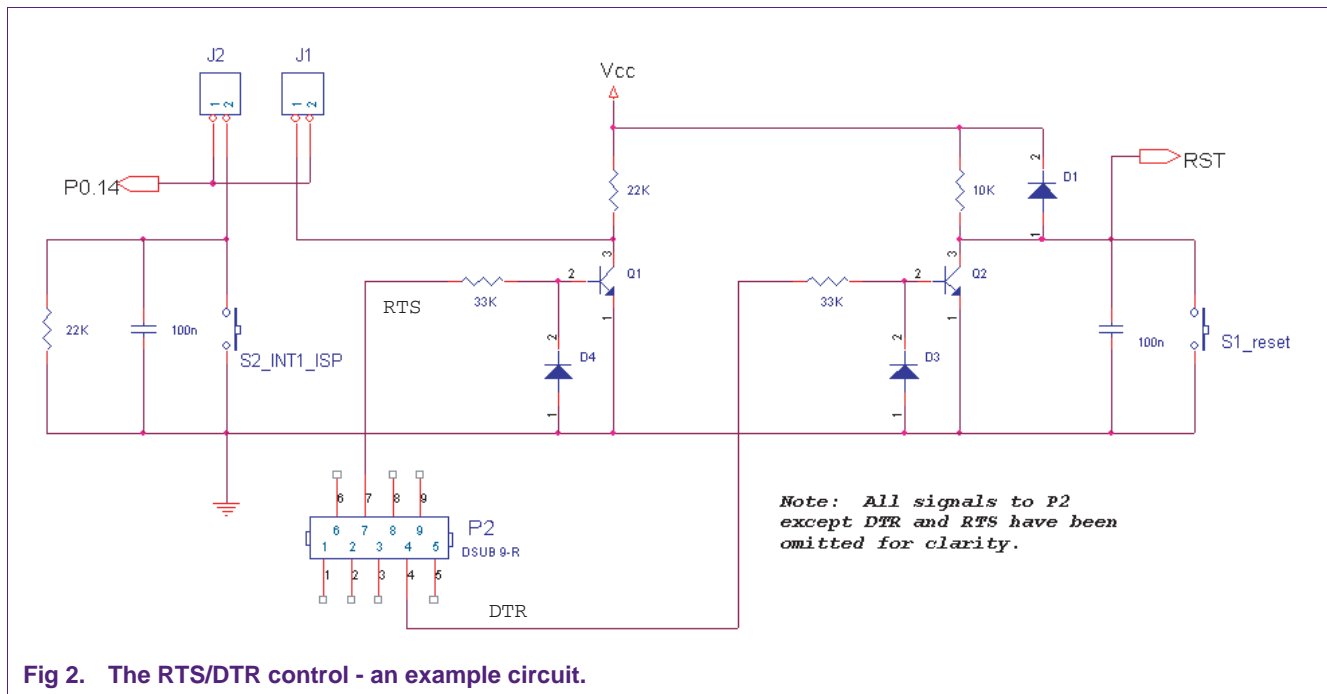 J2
J1
1 2
1 2
Vcc
P0.14
RST
22K
10K
2
D1
1
3
Q1
2
1
3
Q2
2
1
33K
RTS
33K
22K
100n
S2_INT1_ISP
2
D4
1
2
D3
1
100n
S1_reset
6 7 8 9
6 7 8 9
1 2 3 4 5
1 2 3 4 5
P2
DSUB 9-R
DTR
Note: All signals to P2
except DTR and RTS have been
omitted for clarity.
Fig 2. The RTS/DTR control - an example circuit.